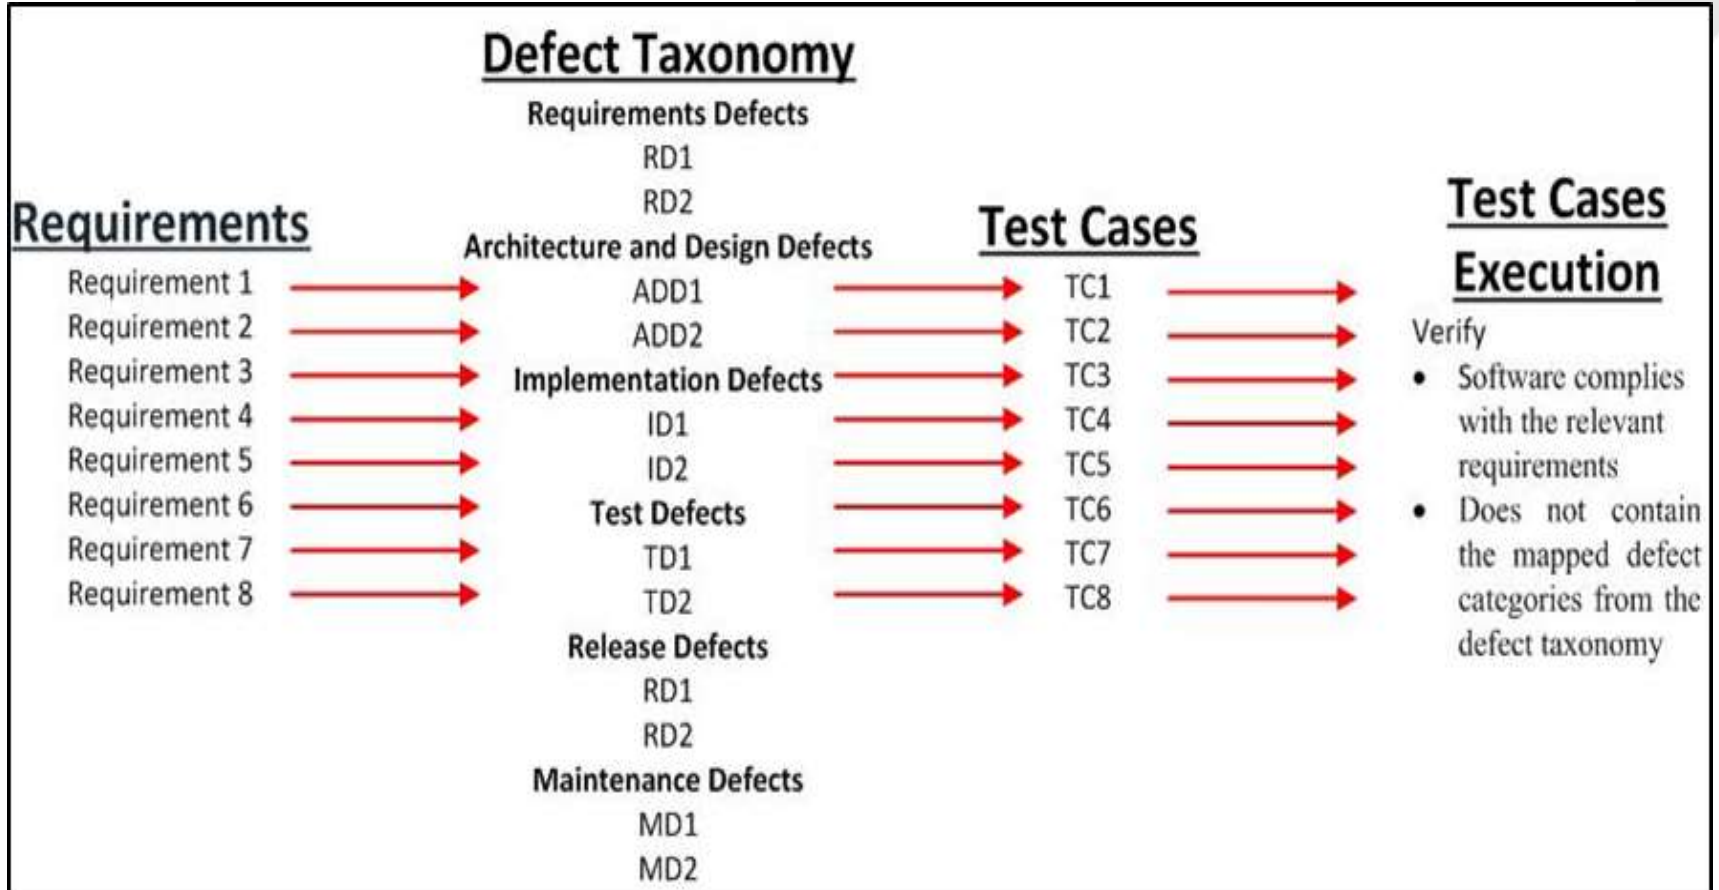 Defect Taxonomy
Requirements Defects
RD1
RD2
Architecture and Design Defects
ADD1
ADD2
Implementation Defects
ID1
ID2
Test Defects
TD1
TD2
Release Defects
RD1
RD2
Maintenance Defects
MD1
MD2
Requirements
Requirement 1
Requirement 2
Requirement 3
Requirement 4
Requirement 5
Requirement 6
Requirement 7
Requirement 8
Test Cases
TC1
TC2
TC3
TC4
TC5
TC6
TC7
TC8
Test Cases
Execution
Verify
• Software complies
with the relevant
requirements
• Does not contain
the mapped defect
categories from the
defect taxonomy